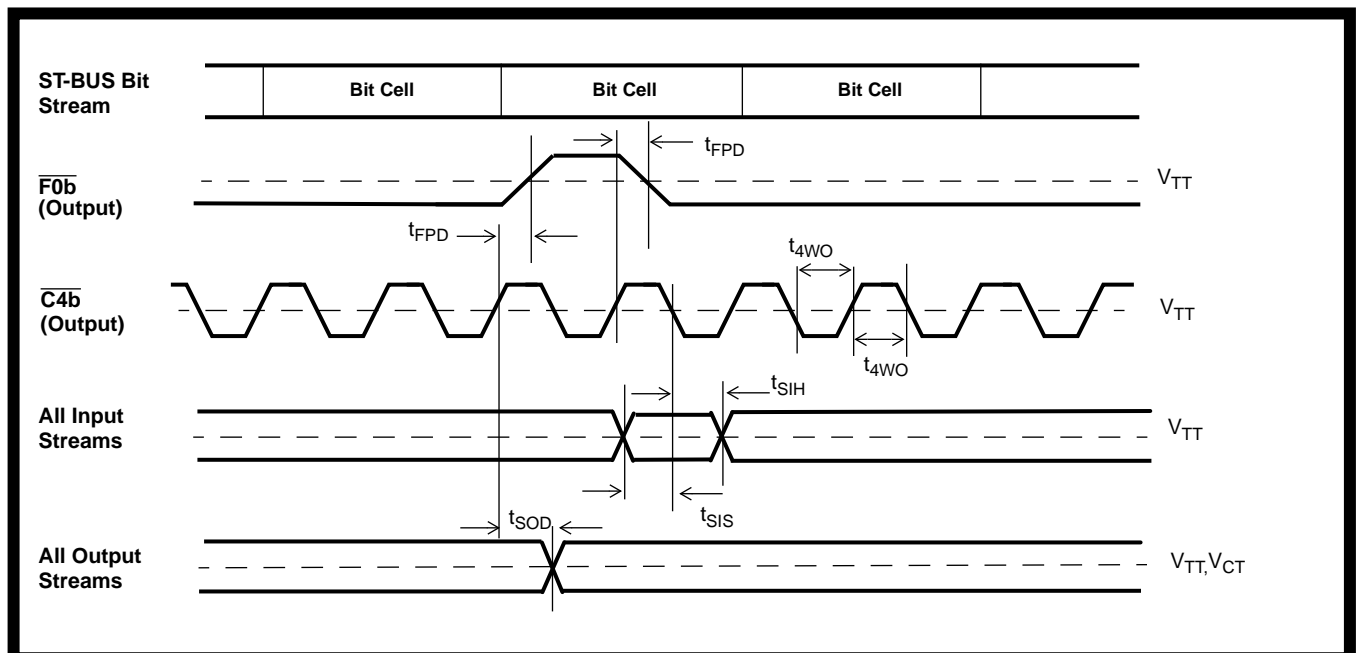 ST-BUS Bit
Stream
Bit Cell
Bit Cell
Bit Cell
tFPD
F0b
(Output)
VTT
tFPD
t4WO
C4b
(Output)
VTT
t4WO
tSIH
All Input
Streams
VTT
tSIS
tSOD
All Output
Streams
VTT,VCT